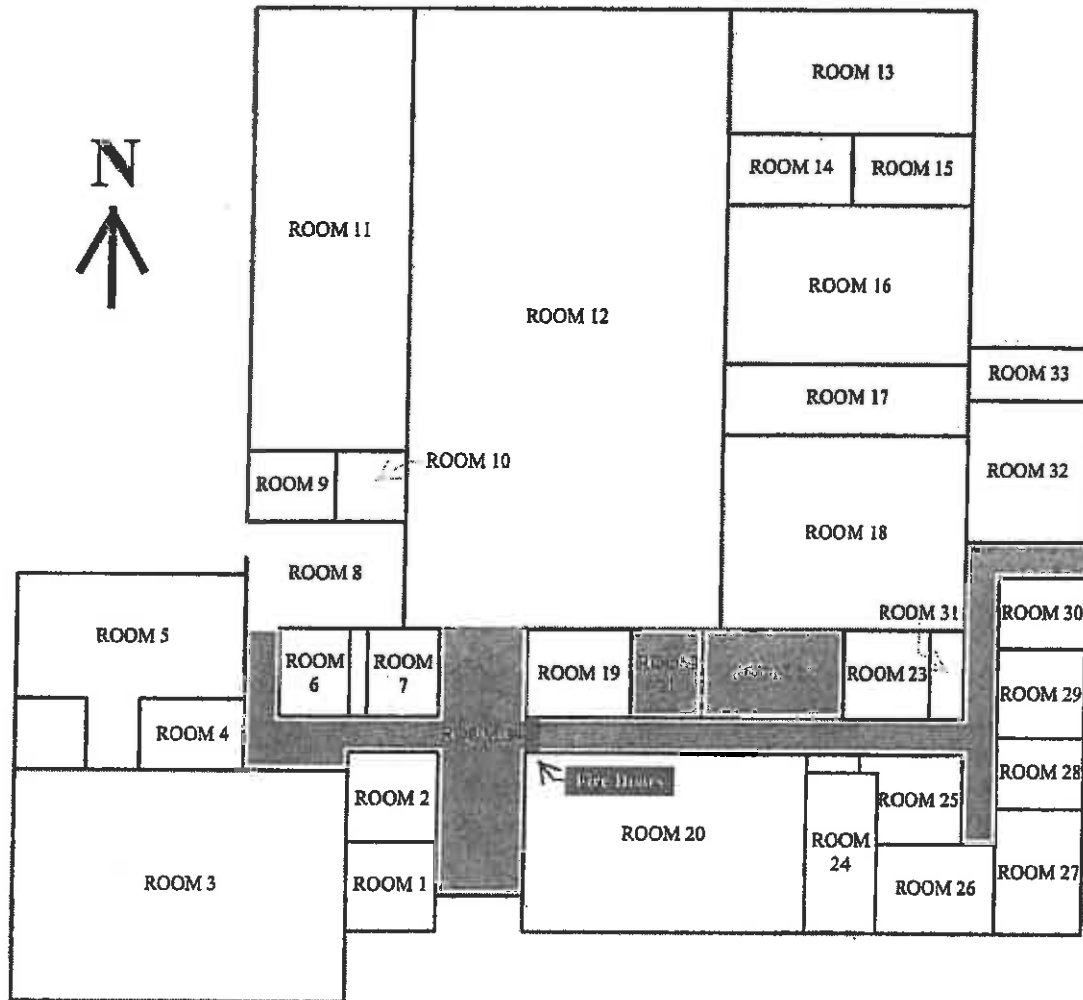 N
ROOM 13
ROOM 14
ROOM 15
ROOM 11
ROOM 16
ROOM 12
ROOM 33
ROOM 17
ROOM 10
ROOM 9
ROOM 32
ROOM 18
ROOM 8
ROOM 31
ROOM 30
ROOM 5
ROOM
6
ROOM
7
ROOM 19
ROOM
21
ROOM 23
ROOM 29
ROOM 4
ROOM
Fire Doors
ROOM 28
ROOM 2
ROOM 25
ROOM 20
ROOM
24
ROOM 3
ROOM 1
ROOM 26
ROOM 27